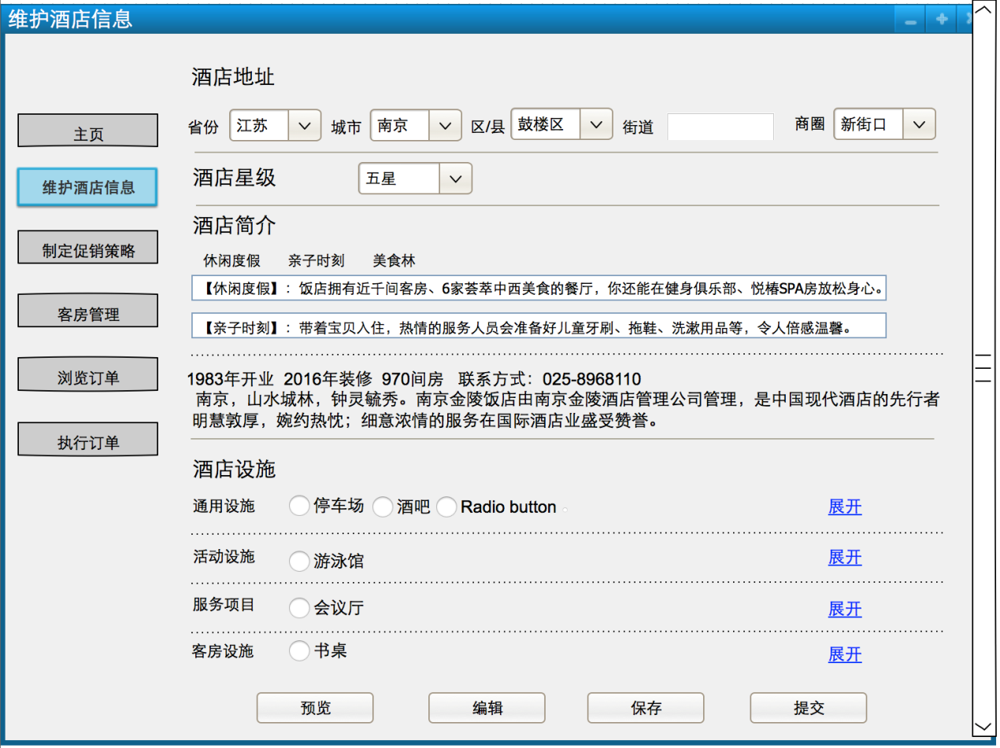 维护酒店信息
酒店地址
主页
省份 江苏 城市 南京 区/县 鼓楼区 街道 商圈 新街口
维护酒店信息
酒店星级 五星
酒店简介
制定促销策略
休闲度假 亲子时刻 美食林
【休闲度假】：饭店拥有近千间客房、6家荟萃中西美食的餐厅，你还能在健身俱乐部、悦椿SPA房放松身心。
客房管理
【亲子时刻】：带着宝贝入住，热情的服务人员会准备好儿童牙刷、拖鞋、洗漱用品等，令人倍感温馨。
浏览订单
1983年开业 2016年装修 970间房 联系方式：025-8968110
南京，山水城林，钟灵毓秀。南京金陵饭店由南京金陵酒店管理公司管理，是中国现代酒店的先行者
明慧敦厚，婉约热忱；细意浓情的服务在国际酒店业盛受赞誉。
执行订单
酒店设施
通用设施 停车场 酒吧 Radio button 展开
活动设施 游泳馆 展开
服务项目 会议厅 展开
客房设施 书桌 展开
预览 编辑 保存 提交